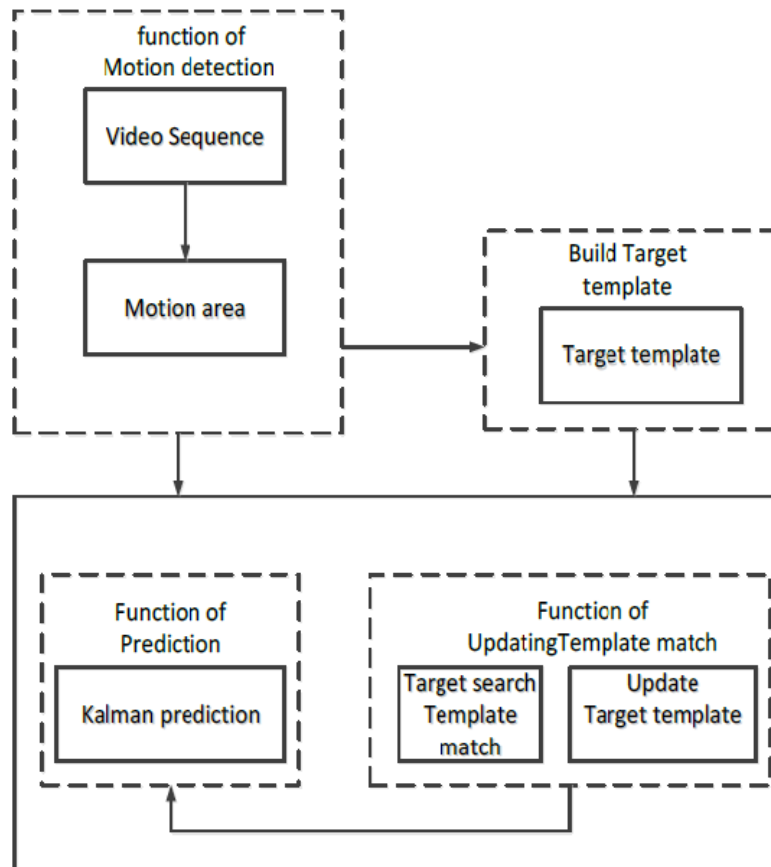 function of
Motion detection
Video Sequence
Motion area
Build Target
template
Target template
Function of
Prediction
Kalman prediction
Function of
UpdatingTemplate match
Target search
Template
match
Update
Target template